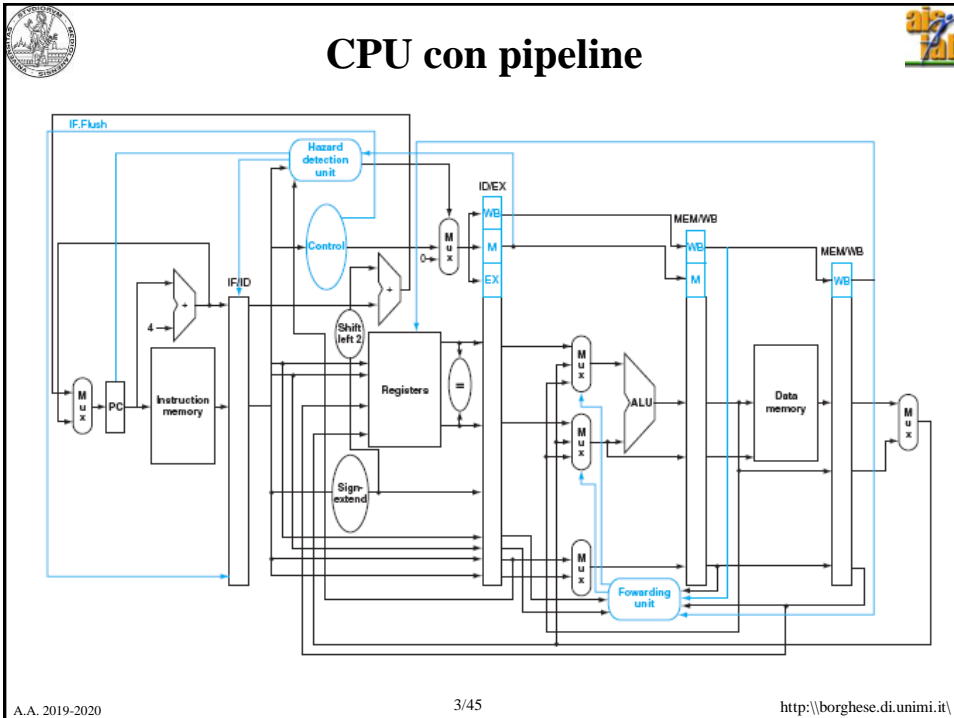 CPU con pipeline
IF.Flush
Hazard
detection
unit
ID/EX
WB
MEM/WB
Control
M
u
x
M
WB
MEM/WB
0
EX
M
WB
IF/ID
+
+
4
Shift
left 2
M
u
x
PC
Instruction
memory
Registers
=
M
u
x
ALU
Data
memory
M
u
x
M
u
x
Sign-
extend
M
u
x
Fowarding
unit
A.A. 2019-2020
3/45
http:\\borghese.di.unimi.it\